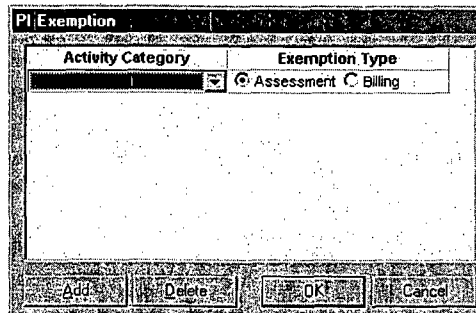 PI Exemption
Activity Category Exemption Type
Assessment Billing
Add Delete OK Cancel